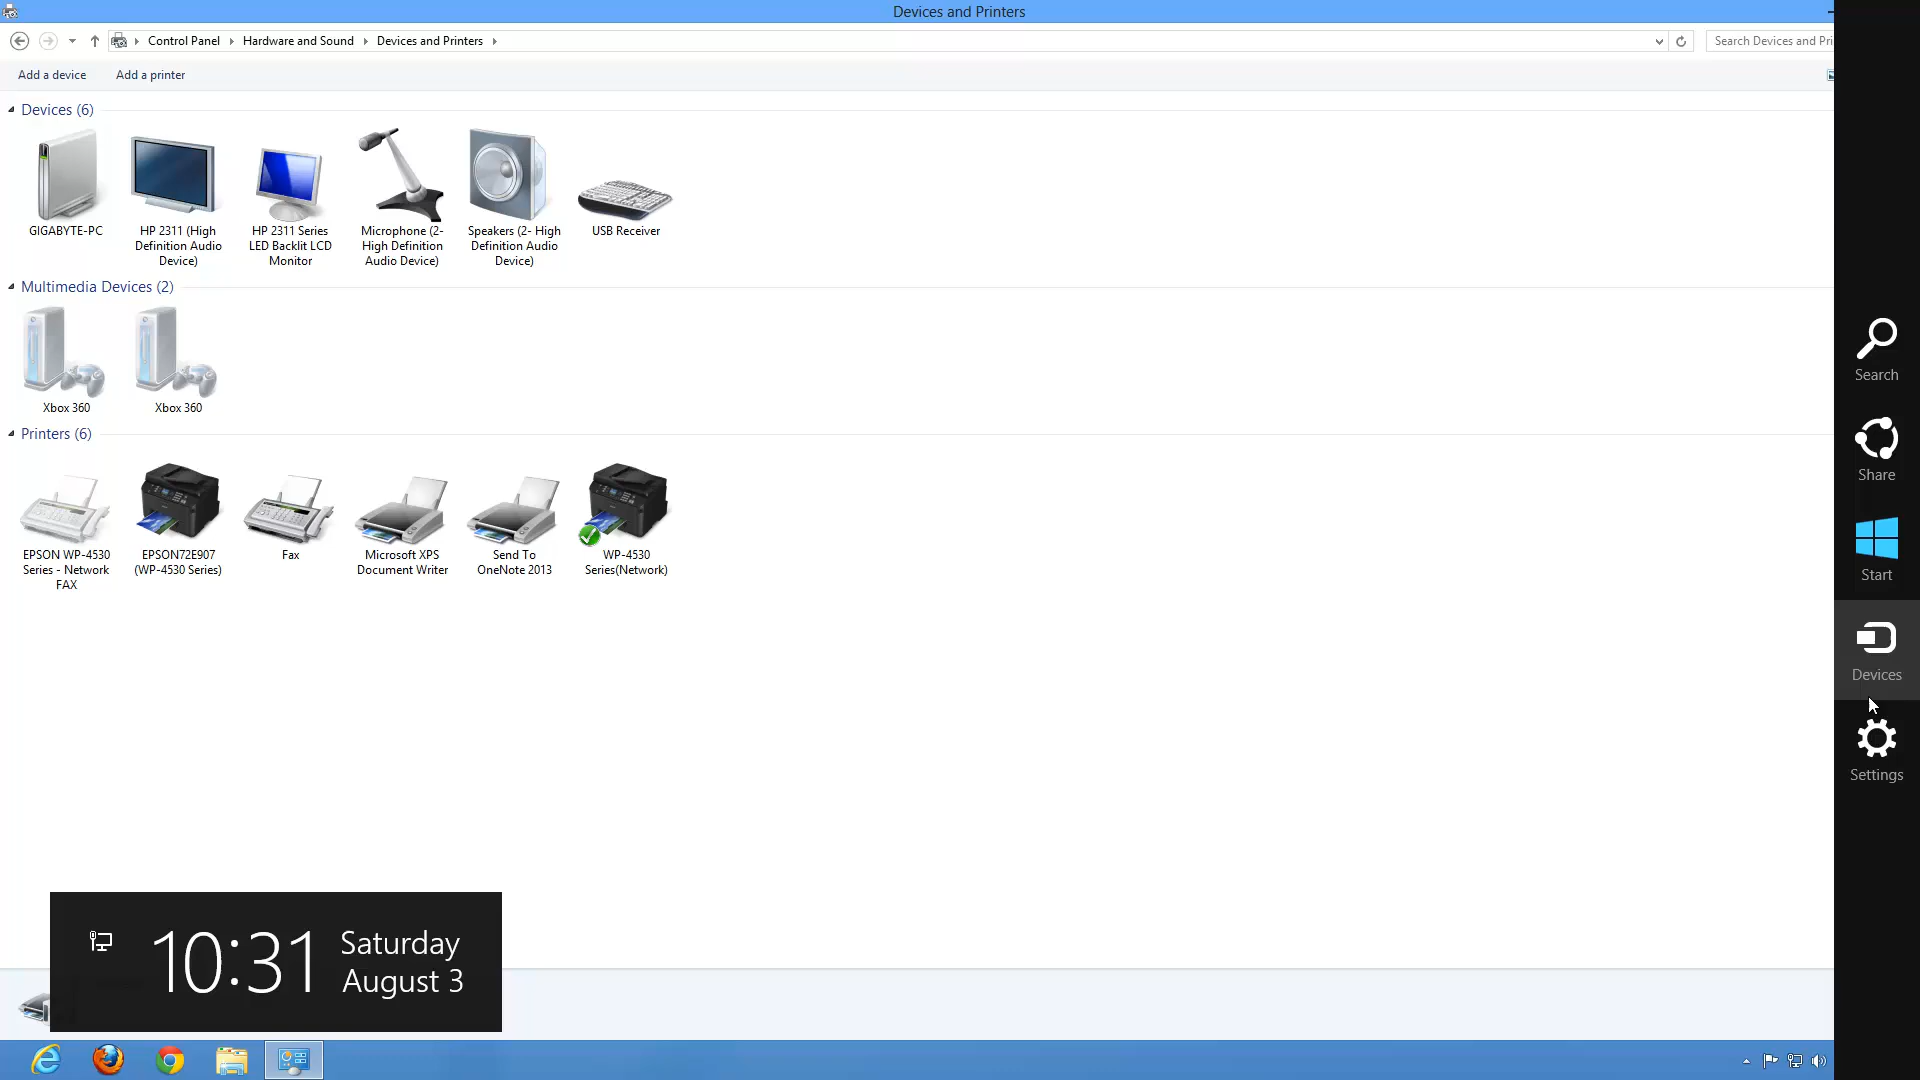 Devices and Printers
Control Panel
Hardware and Sound
Devices and Printers
Search Devices and Pri
Add a device
Add a printer
Devices (6)
GIGABYTE-PC
HP 2311 (High
Definition Audio
Device)
HP 2311 Series
LED Backlit LCD
Monitor
Microphone (2-
High Definition
Audio Device)
Speakers (2- High
Definition Audio
Device)
USB Receiver
Multimedia Devices (2)
Xbox 360
Xbox 360
Printers (6)
EPSON WP-4530
Series - Network
FAX
EPSON72E907
(WP-4530 Series)
Fax
Microsoft XPS
Document Writer
Send To
OneNote 2013
WP-4530
Series(Network)
Search
Share
Start
Devices
Settings
10:31
Saturday
August 3